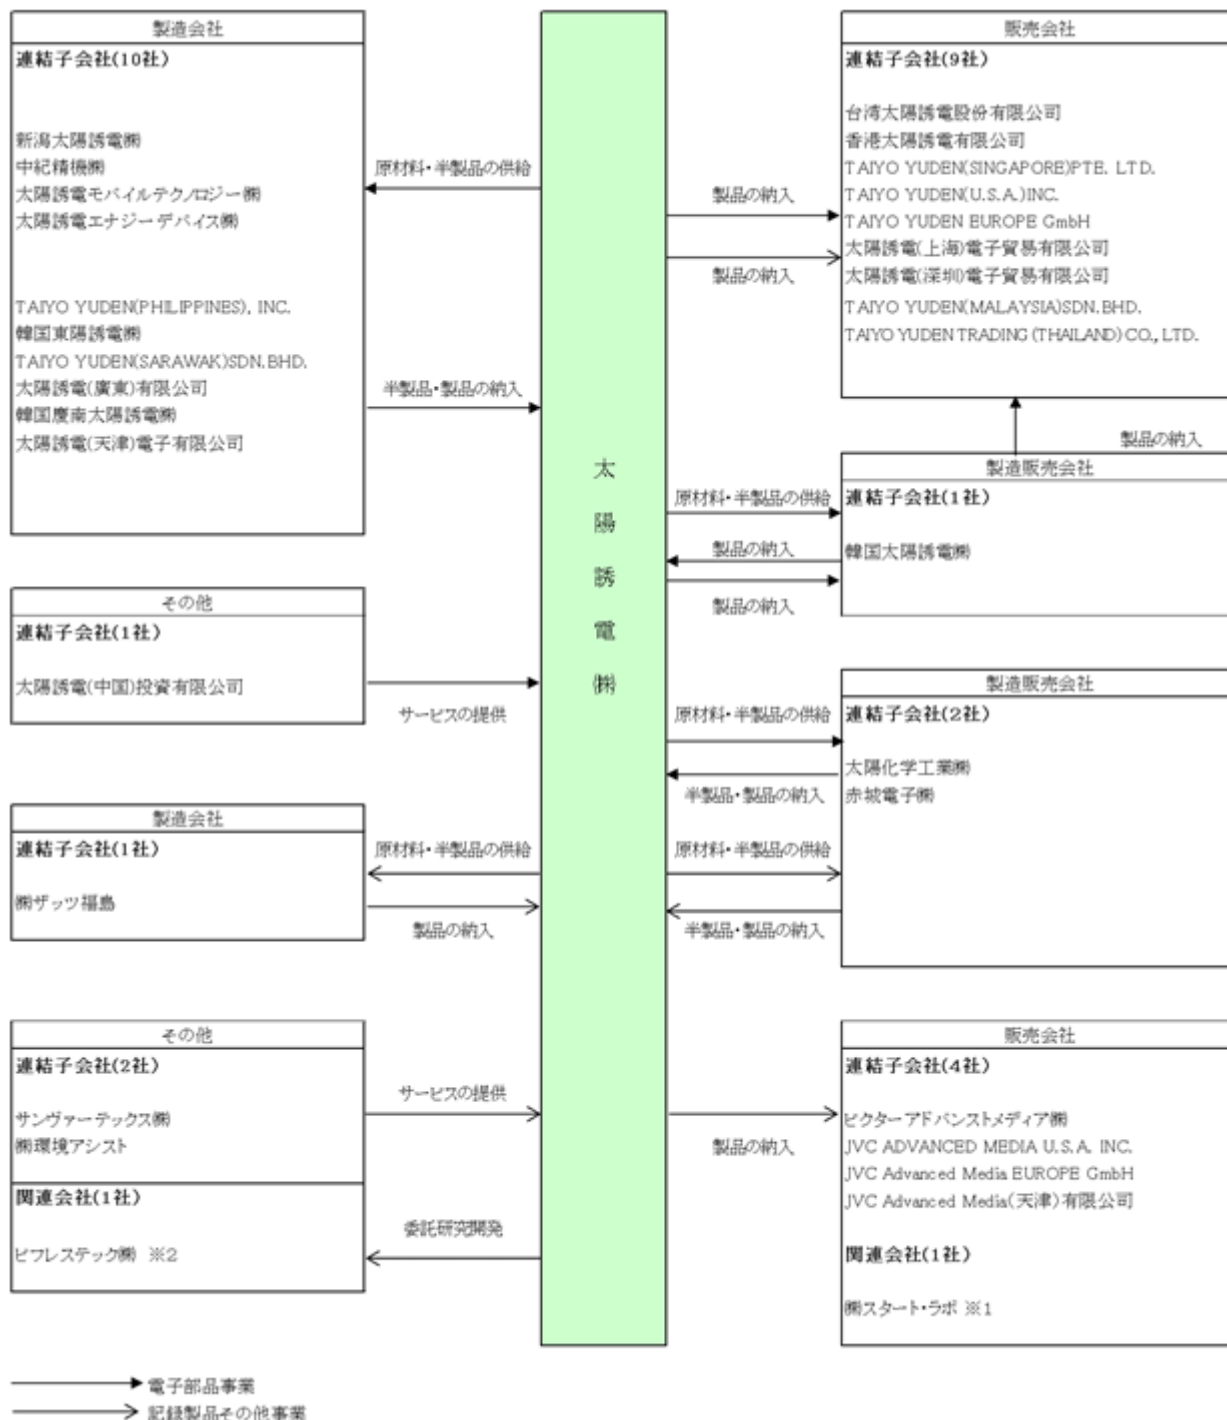 製造会社
連結子会社(10社)
新潟太陽誘電㈱
中紀精機㈱
太陽誘電モバイルテクノロジー㈱
太陽誘電エナジーデバイス㈱
TAIYO YUDEN(PHILIPPINES), INC.
韓国東陽誘電㈱
TAIYO YUDEN(SARAWAK)SDN.BHD.
太陽誘電(廣東)有限公司
韓国慶南太陽誘電㈱
太陽誘電(天津)電子有限公司
原材料・半製品の供給
半製品・製品の納入
その他
連結子会社(1社)
太陽誘電(中国)投資有限公司
サービスの提供
製造会社
連結子会社(1社)
㈱ザッツ福島
原材料・半製品の供給
製品の納入
その他
連結子会社(2社)
サンヴァーテックス㈱
㈱環境アシスト
サービスの提供
関連会社(1社)
ビフレステック㈱ ※2
委託研究開発
太陽誘電㈱
販売会社
連結子会社(9社)
台湾太陽誘電股份有限公司
香港太陽誘電有限公司
TAIYO YUDEN(SINGAPORE)PTE. LTD.
TAIYO YUDEN(U.S.A.)INC.
TAIYO YUDEN EUROPE GmbH
太陽誘電(上海)電子貿易有限公司
太陽誘電(深圳)電子貿易有限公司
TAIYO YUDEN(MALAYSIA)SDN.BHD.
TAIYO YUDEN TRADING (THAILAND) CO., LTD.
製品の納入
製品の納入
製品の納入
製造販売会社
連結子会社(1社)
韓国太陽誘電㈱
原材料・半製品の供給
製品の納入
製品の納入
製造販売会社
連結子会社(2社)
太陽化学工業㈱
赤城電子㈱
原材料・半製品の供給
半製品・製品の納入
原材料・半製品の供給
半製品・製品の納入
販売会社
連結子会社(4社)
ビクターアドバンストメディア㈱
JVC ADVANCED MEDIA U.S.A. INC.
JVC Advanced Media EUROPE GmbH
JVC Advanced Media(天津)有限公司
製品の納入
関連会社(1社)
㈱スタート・ラボ ※1
電子部品事業
記録製品その他事業